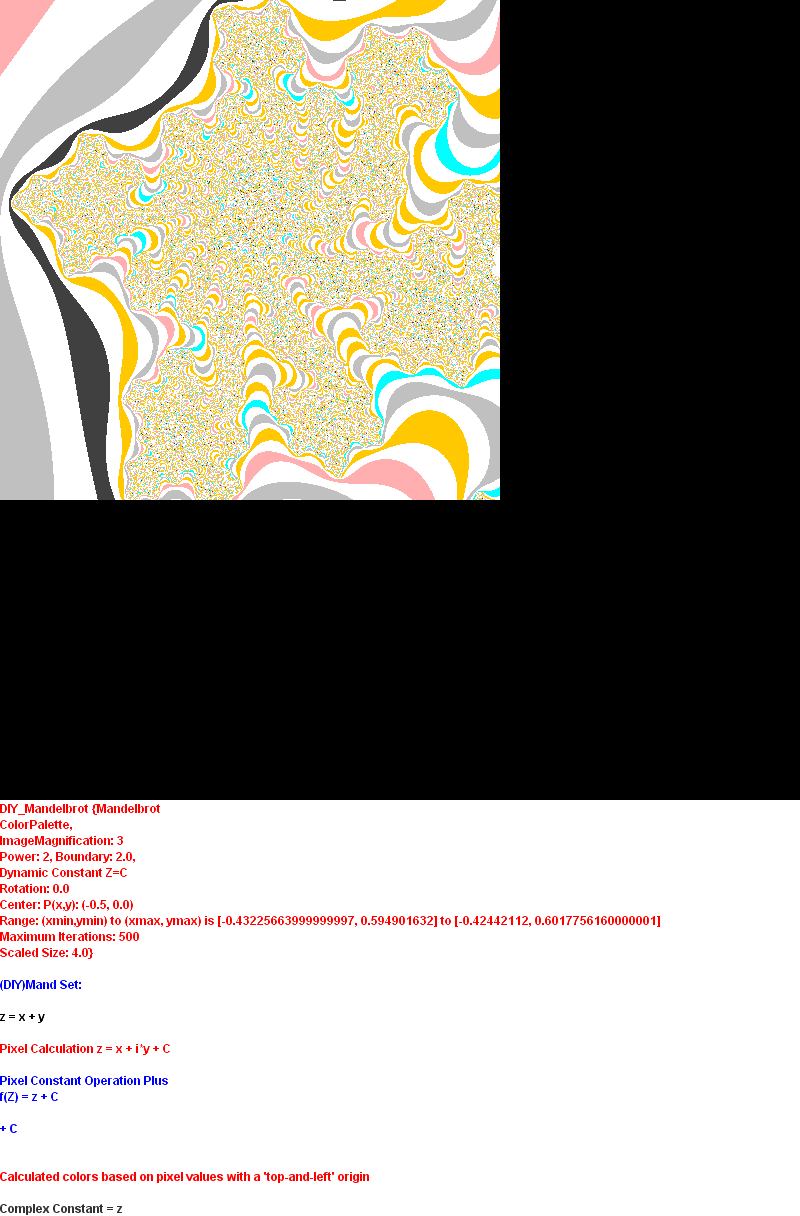 DIY_Mandelbrot {Mandelbrot
ColorPalette,
ImageMagnification: 3
Power: 2, Boundary: 2.0,
Dynamic Constant Z=C
Rotation: 0.0
Center: P(x,y): (-0.5, 0.0)
Range: (xmin,ymin) to (xmax, ymax) is [-0.43225663999999997, 0.594901632] to [-0.42442112, 0.6017756160000001]
Maximum Iterations: 500
Scaled Size: 4.0}
(DIY)Mand Set:
z = x + y
Pixel Calculation z = x + i*y + C
Pixel Constant Operation Plus
f(Z) = z + C
+ C
Calculated colors based on pixel values with a 'top-and-left' origin
Complex Constant = z